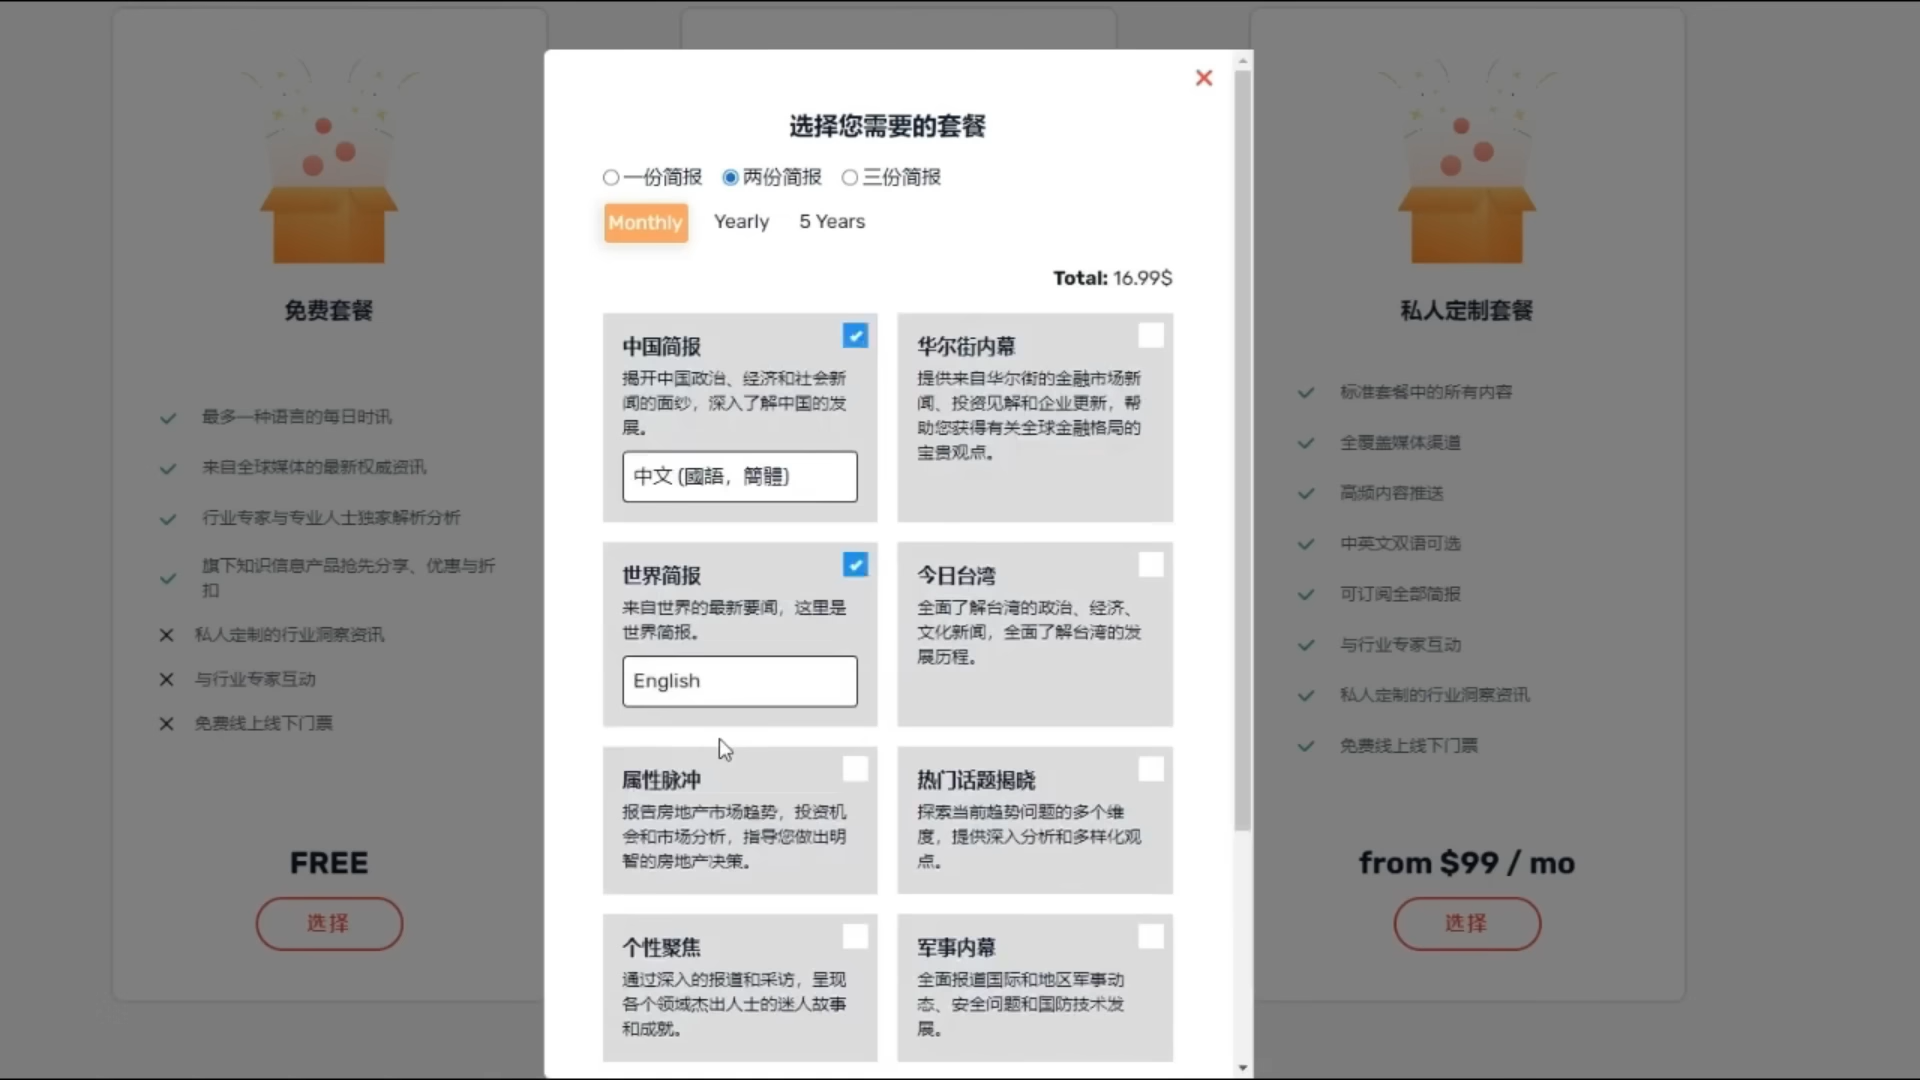 选择您需要的套餐
一份简报 两份简报 三份简报
Monthly Yearly 5 Years
Total: 16.99$
中国简报
揭开中国政治、经济和社会新
闻的面纱，深入了解中国的发
展。
中文 (國語，簡體)
华尔街内幕
提供来自华尔街的金融市场新
闻、投资见解和企业更新，帮
助您获得有关全球金融格局的
宝贵观点。
世界简报
来自世界的最新要闻，这里是
世界简报。
English
今日台湾
全面了解台湾的政治、经济、
文化新闻，全面了解台湾的发
展历程。
属性脉冲
报告房地产市场趋势，投资机
会和市场分析，指导您做出明
智的房地产决策。
热门话题揭晓
探索当前趋势问题的多个维
度，提供深入分析和多样化观
点。
个性聚焦
通过深入的报道和采访，呈现
各个领域杰出人士的迷人故事
和成就。
军事内幕
全面报道国际和地区军事动
态、安全问题和国防技术发
展。
免费套餐
最多一种语言的每日时讯
来自全球媒体的最新权威资讯
行业专家与专业人士独家解析分析
旗下知识信息产品抢先分享、优惠与折
扣
私人定制的行业洞察资讯
与行业专家互动
免费线上线下门票
FREE
选择
私人定制套餐
标准套餐中的所有内容
全覆盖媒体渠道
高频内容推送
中英文双语可选
可订阅全部简报
与行业专家互动
私人定制的行业洞察资讯
免费线上线下门票
from $99 / mo
选择